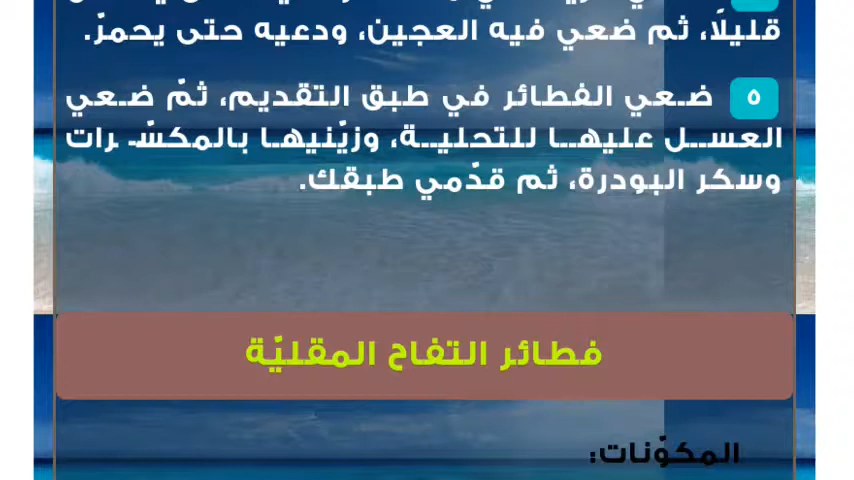 قليلًا، ثم ضعي فيه العجين، ودعيه حتى يحمرّ.
٥ ضعي الفطائر في طبق التقديم، ثمّ ضعي
العسل عليها للتحلية، وزيّنيها بالمكسّرات
وسكر البودرة، ثم قدّمي طبقك.
فطائر التفاح المقليّة
المكوّنات: